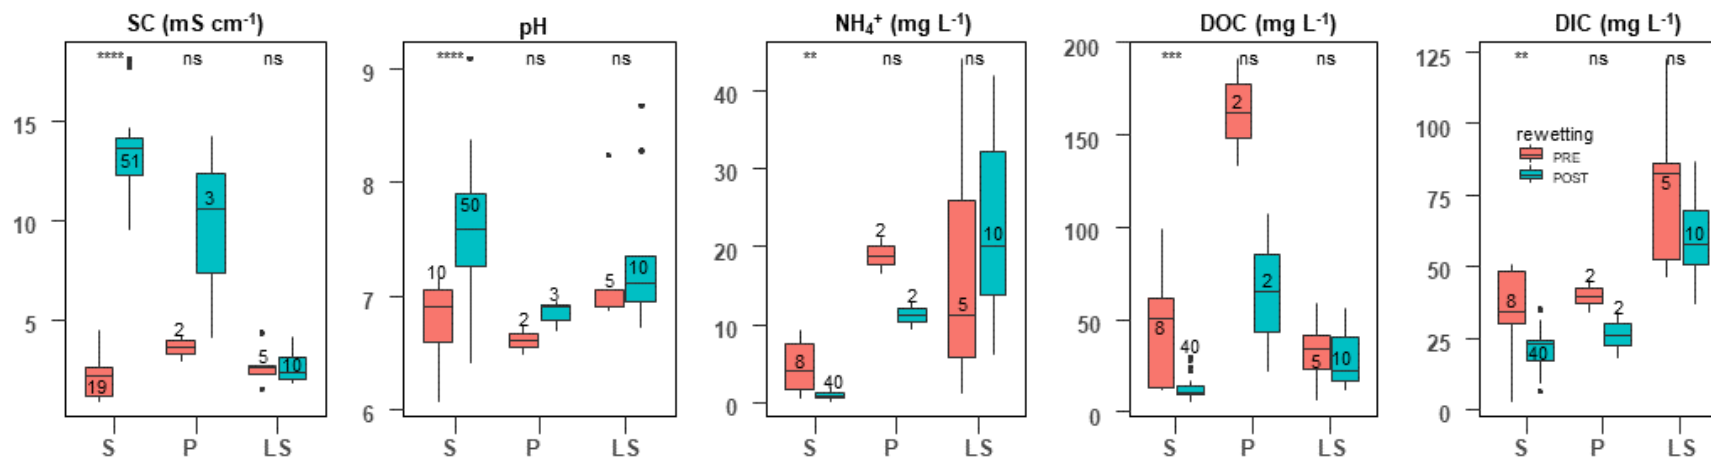 SC (mS cm⁻¹)
**** ns ns
15
10
5
51
3
19
2
5
10
S P LS
pH
**** ns ns
9
8
7
6
10
50
2
3
5
10
S P LS
NH₄⁺ (mg L⁻¹)
** ns ns
40
30
20
10
0
8
40
2
2
5
10
S P LS
DOC (mg L⁻¹)
*** ns ns
200
150
100
50
0
8
40
2
2
5
10
S P LS
DIC (mg L⁻¹)
** ns ns
125
100
75
50
25
0
rewetting
PRE
POST
8
40
2
2
5
10
S P LS